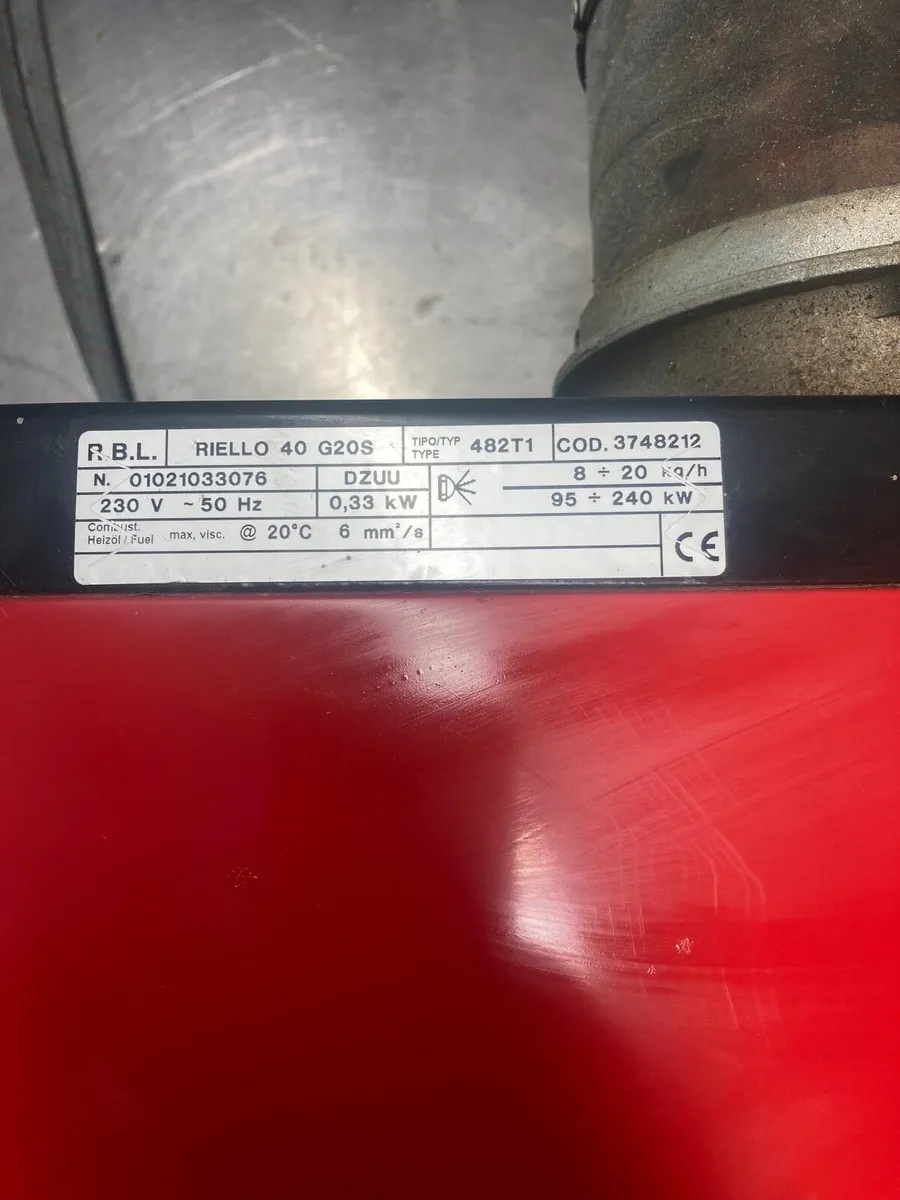 R.B.L. RIELLO 40 G20S TIPO/TYP TYPE 482T1 COD. 3748212
N. 01021033076 DZUU 8 ÷ 20 kg/h
230 V ~ 50 Hz 0,33 kW 95 ÷ 240 kW
Combust.
Heizöl / Fuel max, visc. @ 20°C 6 mm²/s
CE